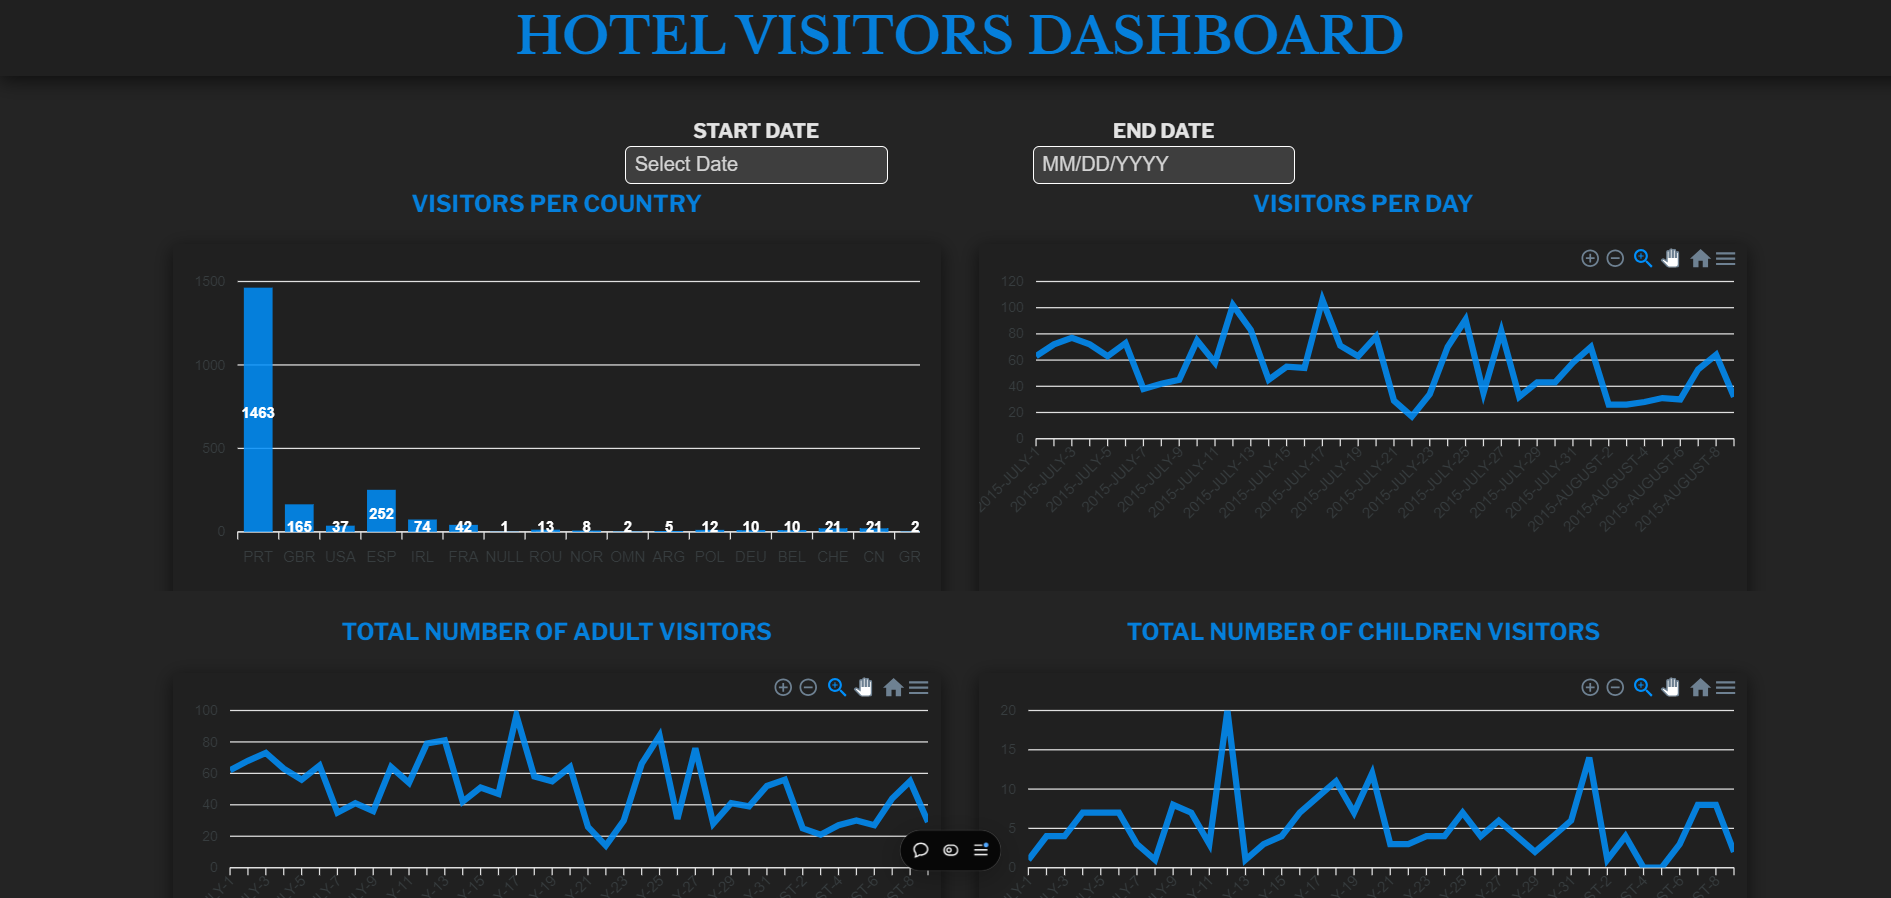 HOTEL VISITORS DASHBOARD
START DATE
END DATE
Select Date
MM/DD/YYYY
VISITORS PER COUNTRY
VISITORS PER DAY
1500
1000
500
0
1463
165
37
252
74
42
1
13
8
2
5
12
10
10
21
21
2
PRT GBR USA ESP IRL FRA NULL ROU NOR OMN ARG POL DEU BEL CHE CN GR
120
100
80
60
40
20
0
2015-JULY-1
2015-JULY-3
2015-JULY-5
2015-JULY-7
2015-JULY-9
2015-JULY-11
2015-JULY-13
2015-JULY-15
2015-JULY-17
2015-JULY-19
2015-JULY-21
2015-JULY-23
2015-JULY-25
2015-JULY-27
2015-JULY-29
2015-JULY-31
2015-AUGUST-2
2015-AUGUST-4
2015-AUGUST-6
2015-AUGUST-8
TOTAL NUMBER OF ADULT VISITORS
TOTAL NUMBER OF CHILDREN VISITORS
100
80
60
40
20
0
20
15
10
5
0